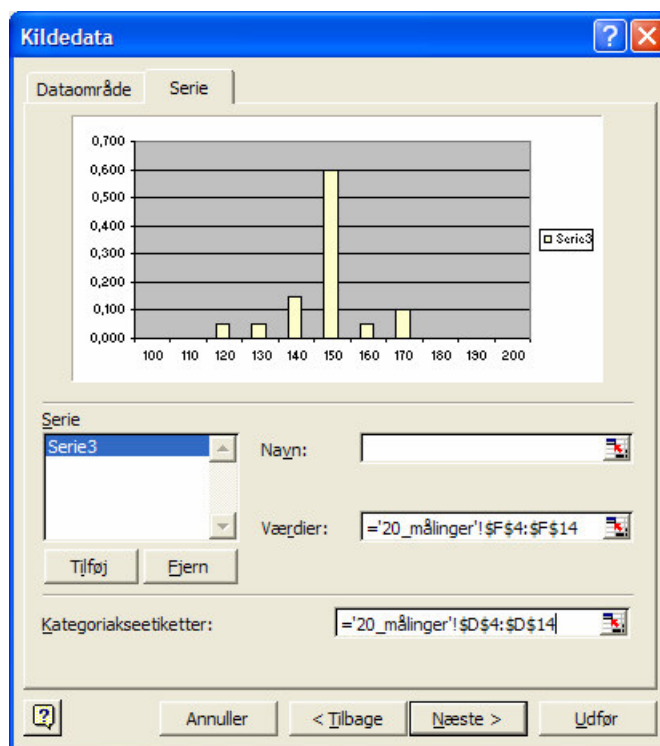 Kildedata
Dataområde Serie
0,700
0,600
0,500
0,400
0,300
0,200
0,100
0,000
100 110 120 130 140 150 160 170 180 190 200
Serie3
Serie
Serie3
Navn:
Værdier: ='20_målinger'!$F$4:$F$14
Tilføj Fjern
Kategoriakseetiketter: ='20_målinger'!$D$4:$D$14
? Annuller < Tilbage Næste > Udfør